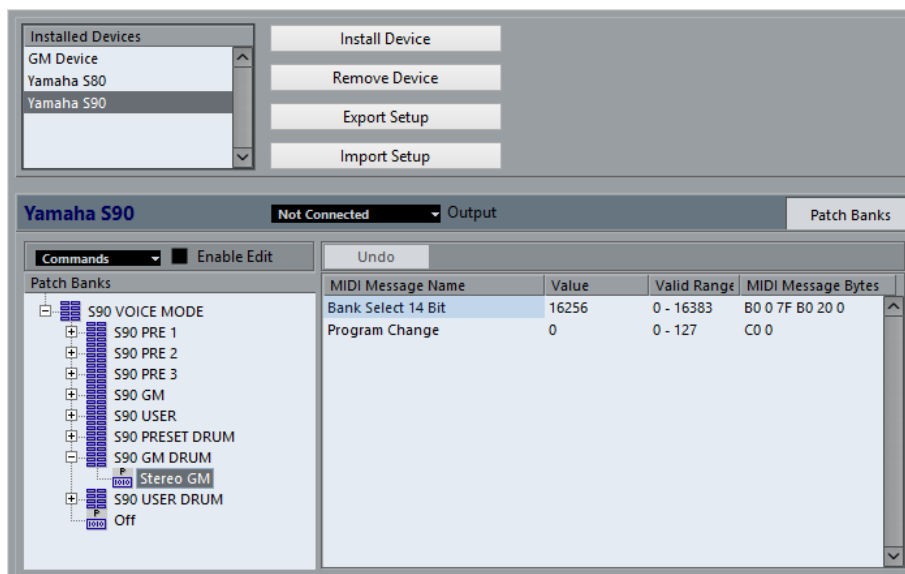 Installed Devices
GM Device
Yamaha S80
Yamaha S90
Install Device
Remove Device
Export Setup
Import Setup
Yamaha S90
Not Connected
Output
Patch Banks
Commands
Enable Edit
Undo
Patch Banks
S90 VOICE MODE
S90 PRE 1
S90 PRE 2
S90 PRE 3
S90 GM
S90 USER
S90 PRESET DRUM
S90 GM DRUM
P
1010
Stereo GM
S90 USER DRUM
P
1010
Off
MIDI Message Name Value Valid Range MIDI Message Bytes
Bank Select 14 Bit 16256 0 - 16383 B0 0 7F B0 20 0
Program Change 0 0 - 127 C0 0